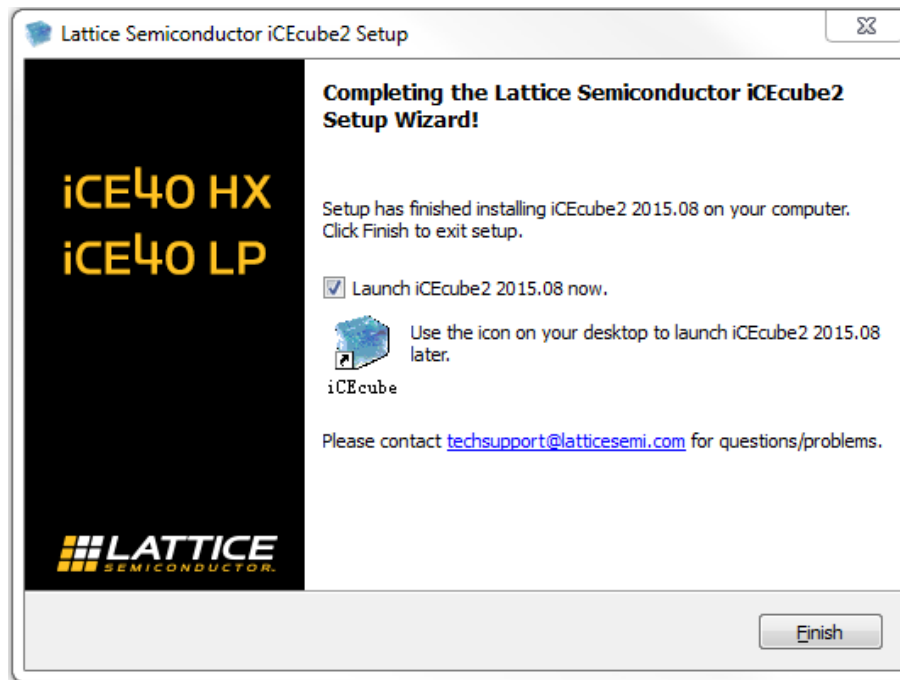 Lattice Semiconductor iCEcube2 Setup
iCE40 HX
iCE40 LP
LATTICE
SEMICONDUCTOR.
Completing the Lattice Semiconductor iCEcube2
Setup Wizard!
Setup has finished installing iCEcube2 2015.08 on your computer.
Click Finish to exit setup.
Launch iCEcube2 2015.08 now.
Use the icon on your desktop to launch iCEcube2 2015.08
later.
iCEcube
Please contact techsupport@latticesemi.com for questions/problems.
Finish